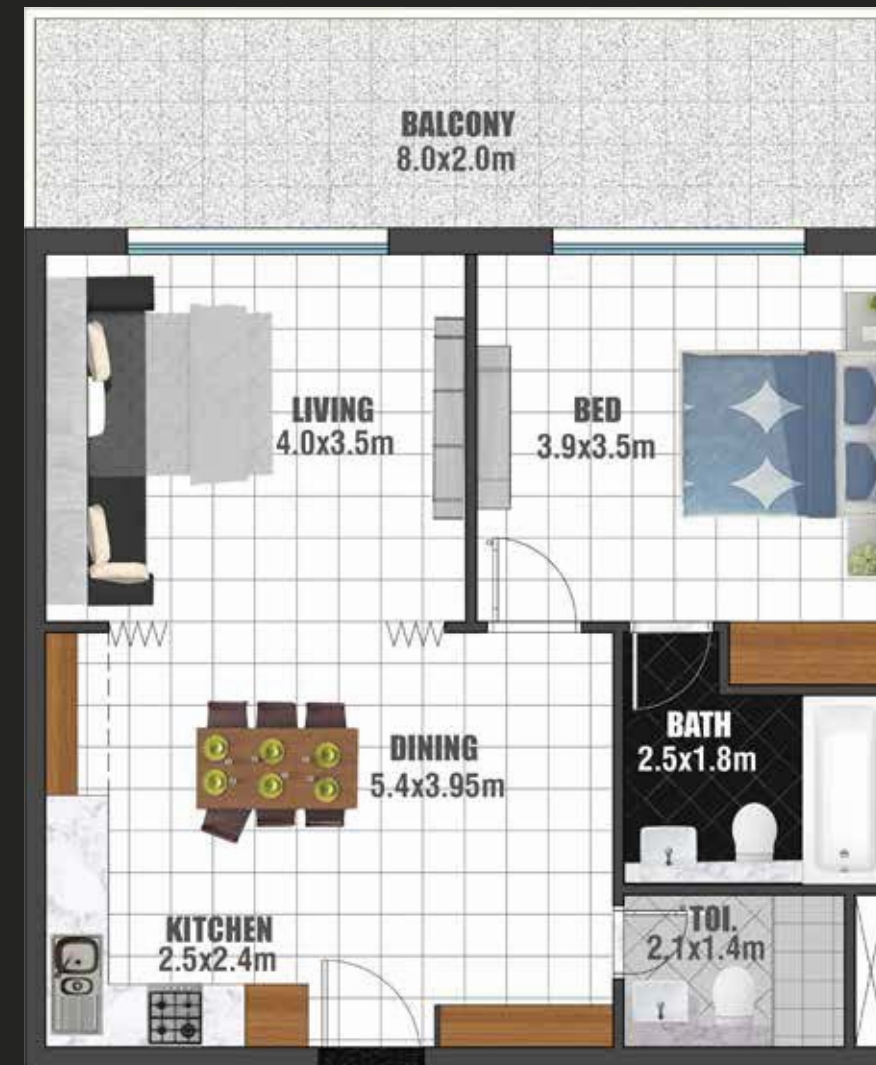 BALCONY
8.0x2.0m
LIVING
4.0x3.5m
BED
3.9x3.5m
DINING
5.4x3.95m
BATH
2.5x1.8m
KITCHEN
2.5x2.4m
TOI.
2.1x1.4m